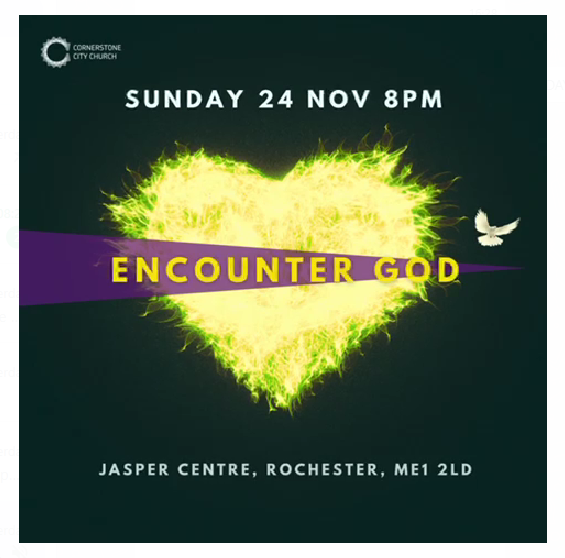 CORNERSTONE
CITY CHURCH
SUNDAY 24 NOV 8PM
ENCOUNTER GOD
JASPER CENTRE, ROCHESTER, ME1 2LD